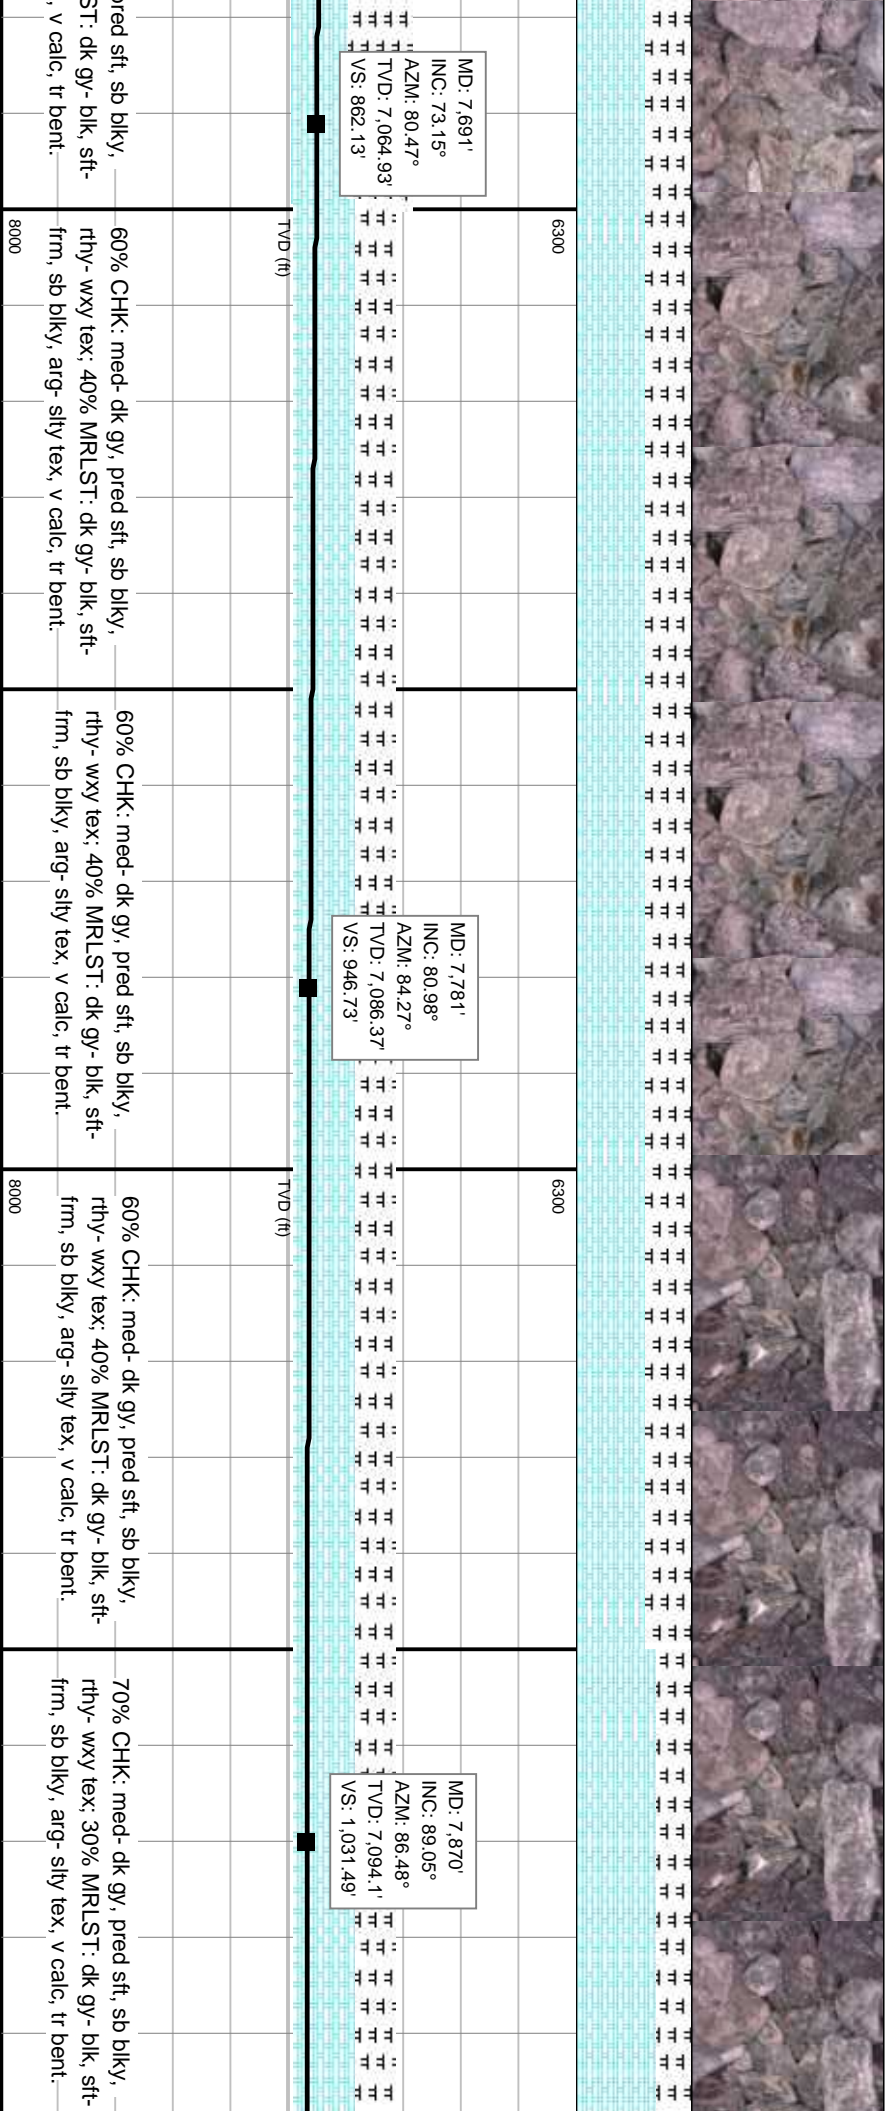 pred sft, sb blky,
ST: dk gy- blk, sft-
, v calc, tr bent.
MD: 7,691'
INC: 73.15°
AZM: 80.47°
TVD: 7,064.93'
VS: 862.13'
6300
TVD (ft)
8000
60% CHK: med- dk gy, pred sft, sb blky,
rthy- wxy tex; 40% MRLST: dk gy- blk, sft-
frm, sb blky, arg- slty tex, v calc, tr bent.
60% CHK: med- dk gy, pred sft, sb blky,
rthy- wxy tex; 40% MRLST: dk gy- blk, sft-
frm, sb blky, arg- slty tex, v calc, tr bent.
MD: 7,781'
INC: 80.98°
AZM: 84.27°
TVD: 7,086.37'
VS: 946.73'
6300
TVD (ft)
8000
60% CHK: med- dk gy, pred sft, sb blky,
rthy- wxy tex; 40% MRLST: dk gy- blk, sft-
frm, sb blky, arg- slty tex, v calc, tr bent.
70% CHK: med- dk gy, pred sft, sb blky,
rthy- wxy tex; 30% MRLST: dk gy- blk, sft-
frm, sb blky, arg- slty tex, v calc, tr bent.
MD: 7,870'
INC: 89.05°
AZM: 86.48°
TVD: 7,094.1'
VS: 1,031.49'